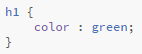 h1 {
    color : green;
}